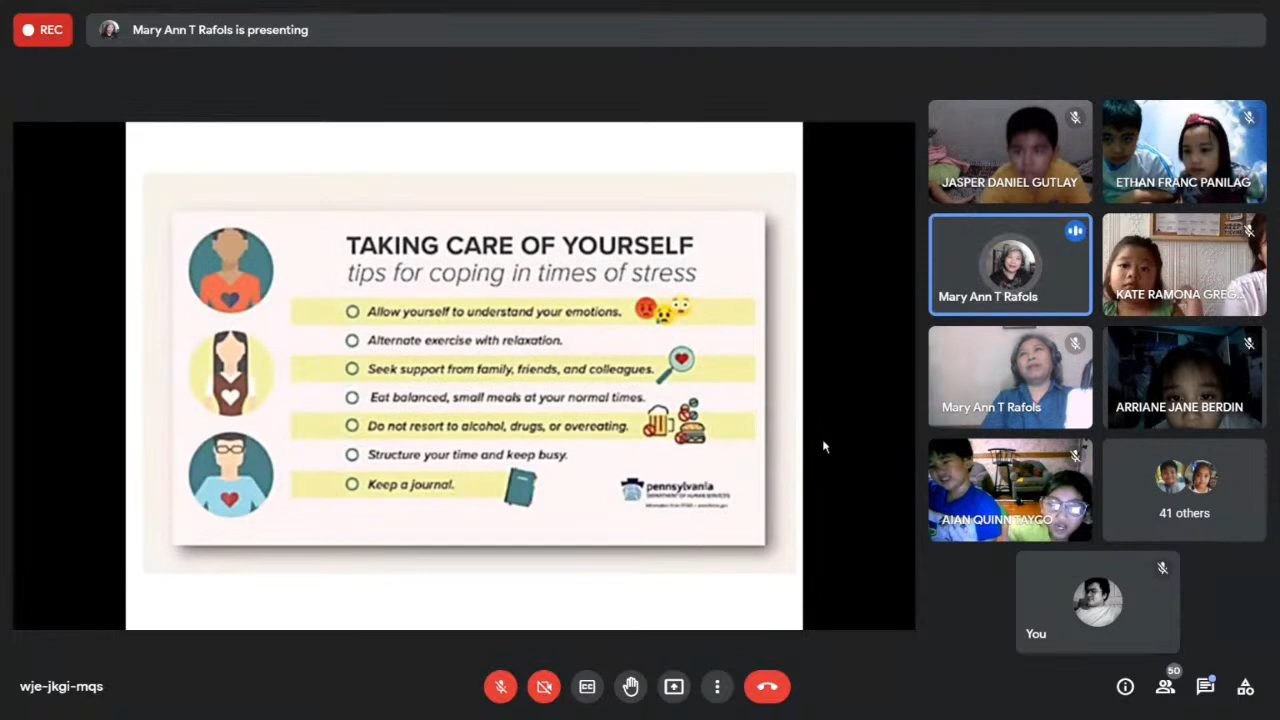 REC
Mary Ann T Rafols is presenting
TAKING CARE OF YOURSELF
tips for coping in times of stress
Allow yourself to understand your emotions.
Alternate exercise with relaxation.
Seek support from family, friends, and colleagues.
Eat balanced, small meals at your normal times.
Do not resort to alcohol, drugs, or overeating.
Structure your time and keep busy.
Keep a journal.
pennsylvania
DEPARTMENT OF HUMAN SERVICES
JASPER DANIEL GUTLAY
ETHAN FRANC PANILAG
Mary Ann T Rafols
KATE RAMONA GREG...
Mary Ann T Rafols
ARRIANE JANE BERDIN
AIAN QUINN TAYCO
41 others
You
wje-jkgi-mqs
CC
50